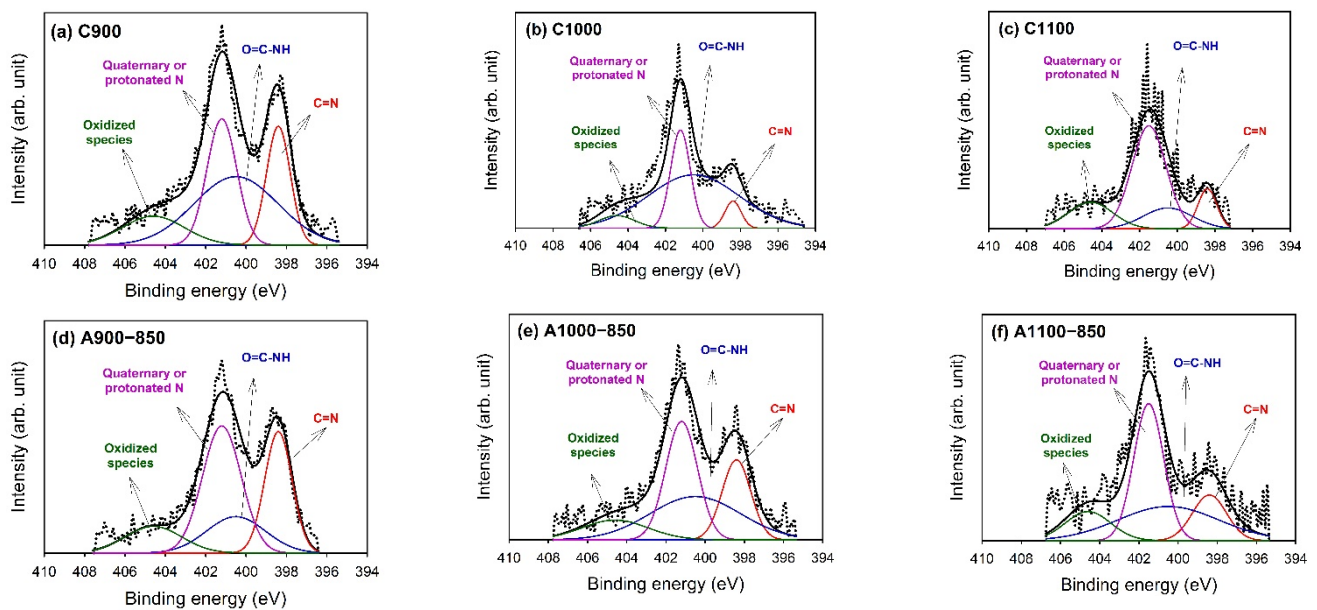 (a) C900
O=C-NH
Quaternary or
protonated N
C=N
Oxidized
species
Intensity (arb. unit)
410 408 406 404 402 400 398 396 394
Binding energy (eV)
(b) C1000
O=C-NH
Quaternary or
protonated N
Oxidized
species
C=N
Intensity (arb. unit)
410 408 406 404 402 400 398 396 394
Binding energy (eV)
(c) C1100
O=C-NH
Quaternary or
protonated N
Oxidized
species
C=N
Intensity (arb. unit)
410 408 406 404 402 400 398 396 394
Binding energy (eV)
(d) A900−850
O=C-NH
Quaternary or
protonated N
C=N
Oxidized
species
Intensity (arb. unit)
410 408 406 404 402 400 398 396 394
Binding energy (eV)
(e) A1000−850
O=C-NH
Quaternary or
protonated N
C=N
Oxidized
species
Intensity (arb. unit)
410 408 406 404 402 400 398 396 394
Binding energy (eV)
(f) A1100−850
Quaternary or
protonated N
O=C-NH
C=N
Oxidized
species
Intensity (arb. unit)
410 408 406 404 402 400 398 396 394
Binding energy (eV)